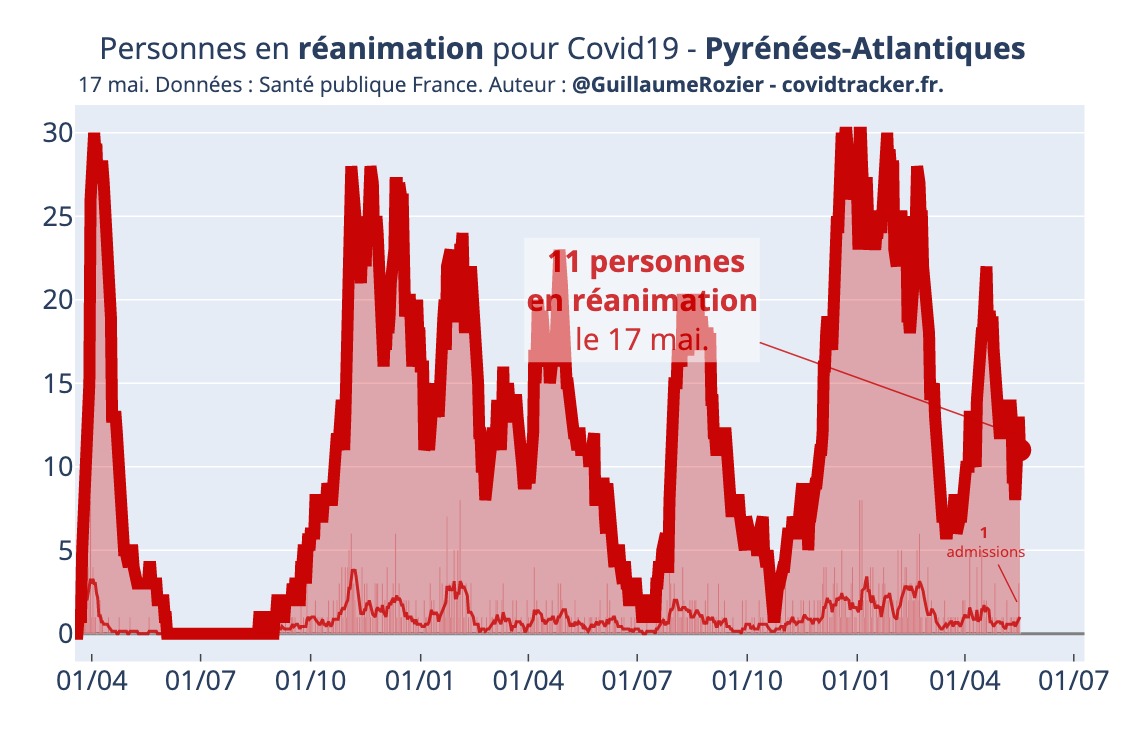 Personnes en réanimation pour Covid19 - Pyrénées-Atlantiques
17 mai. Données : Santé publique France. Auteur : @GuillaumeRozier - covidtracker.fr.
30
25
20
15
10
5
0
11 personnes
en réanimation
le 17 mai.
1
admissions
01/04 01/07 01/10 01/01 01/04 01/07 01/10 01/01 01/04 01/07